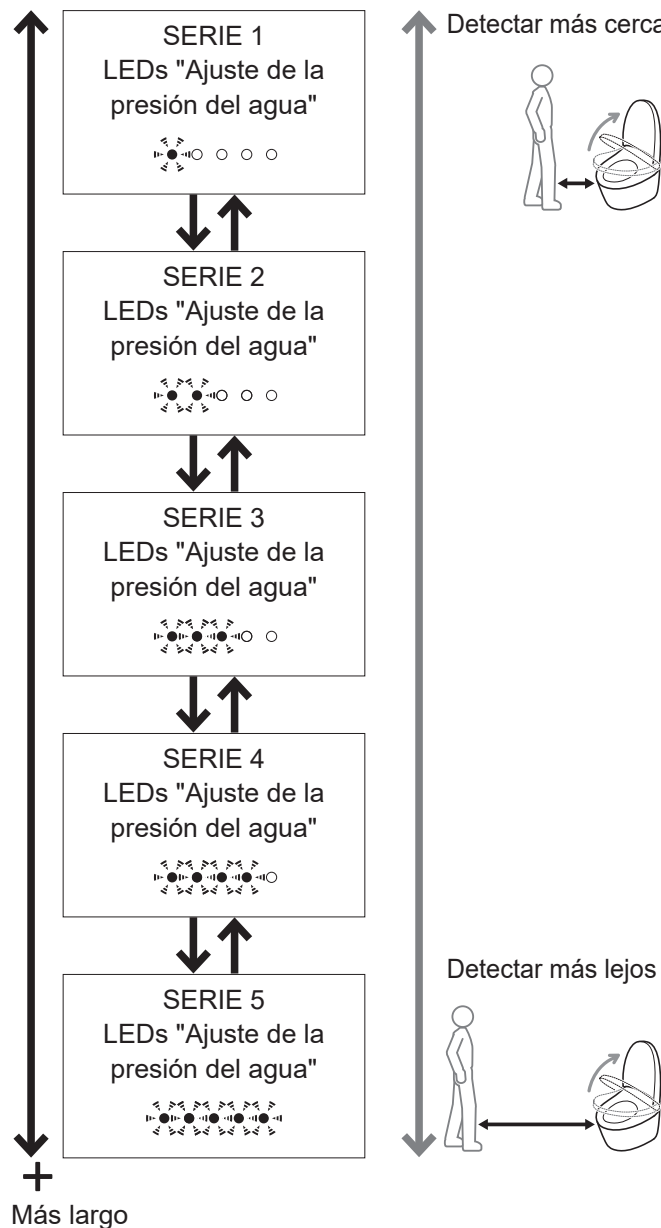 SERIE 1
LEDs "Ajuste de la
presión del agua"
Detectar más cerca
SERIE 2
LEDs "Ajuste de la
presión del agua"
SERIE 3
LEDs "Ajuste de la
presión del agua"
SERIE 4
LEDs "Ajuste de la
presión del agua"
SERIE 5
LEDs "Ajuste de la
presión del agua"
Detectar más lejos
+
Más largo